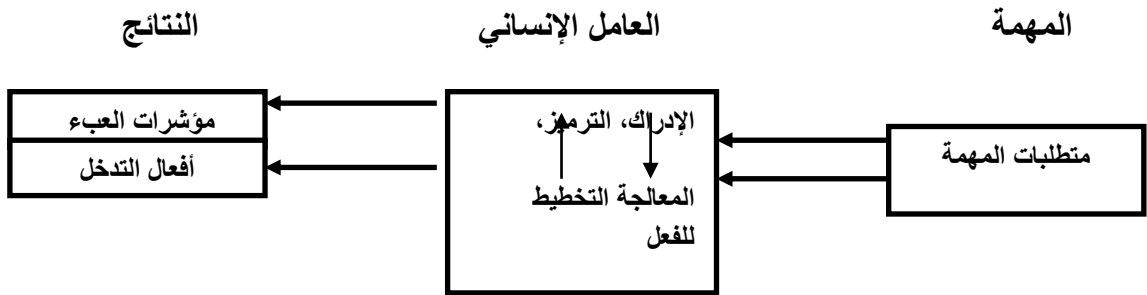 المهمة
العامل الإنساني
النتائج
متطلبات المهمة
الإدراك، الترميز،
المعالجة التخطيط
للفعل
مؤشرات العبء
أفعال التدخل